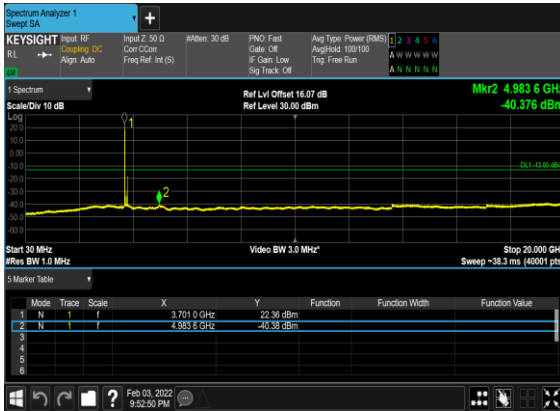 Spectrum Analyzer 1
Swept SA
+
KEYSIGHT Input: RF Input Z: 50 Ω #Atten: 30 dB PNO: Fast Avg Type: Power (RMS) 1 2 3 4 5 6
RL Coupling: DC Corr CCorr Gate: Off Avg|Hold: 100/100 A W W W W W
Align: Auto Freq Ref: Int (S) IF Gain: Low Trig: Free Run
Sig Track: Off A N N N N N
1 Spectrum Ref Lvl Offset 16.07 dB Mkr2 4.983 6 GHz
Scale/Div 10 dB Ref Level 30.00 dBm -40.376 dBm
Log
1
20.0
10.0
0.00
-10.0
DL1 -13.00 dBm
-20.0
-30.0
2
-40.0
-50.0
-60.0
Start 30 MHz Video BW 3.0 MHz* Stop 20.000 GHz
#Res BW 1.0 MHz Sweep ~38.3 ms (40001 pts)
5 Marker Table
Mode Trace Scale X Y Function Function Width Function Value
1 N 1 f 3.701 0 GHz 22.36 dBm
2 N 1 f 4.983 6 GHz -40.38 dBm
3
4
5
6
? Feb 03, 2022
9:52:50 PM